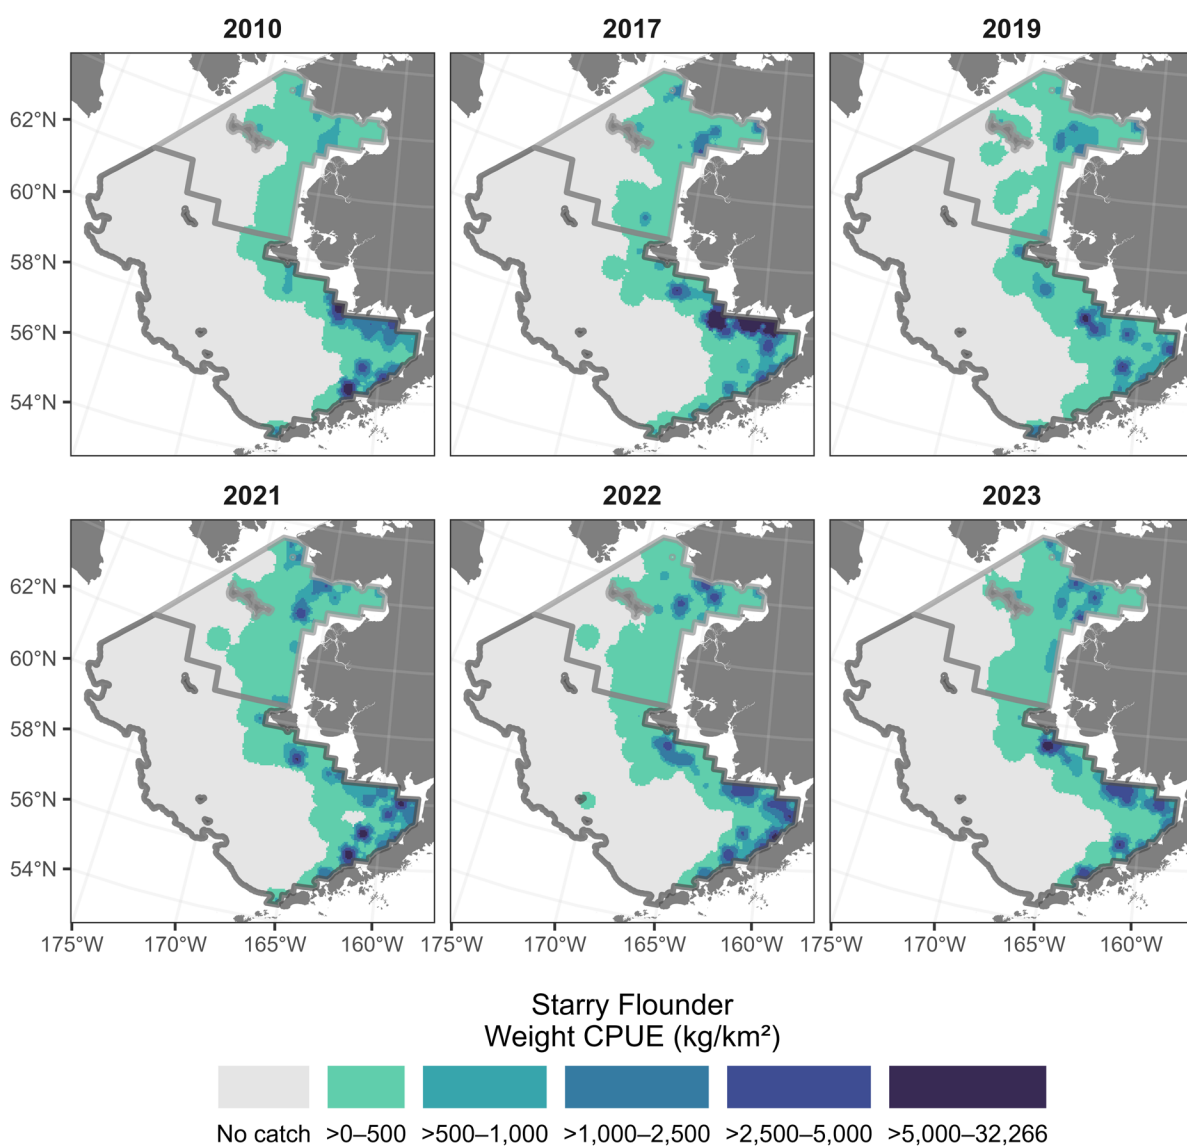 2010 2017 2019
62°N
60°N
58°N
56°N
54°N
2021 2022 2023
62°N
60°N
58°N
56°N
54°N
175°W 170°W 165°W 160°W 175°W 170°W 165°W 160°W 175°W 170°W 165°W 160°W
Starry Flounder
Weight CPUE (kg/km²)
No catch >0–500 >500–1,000 >1,000–2,500 >2,500–5,000 >5,000–32,266